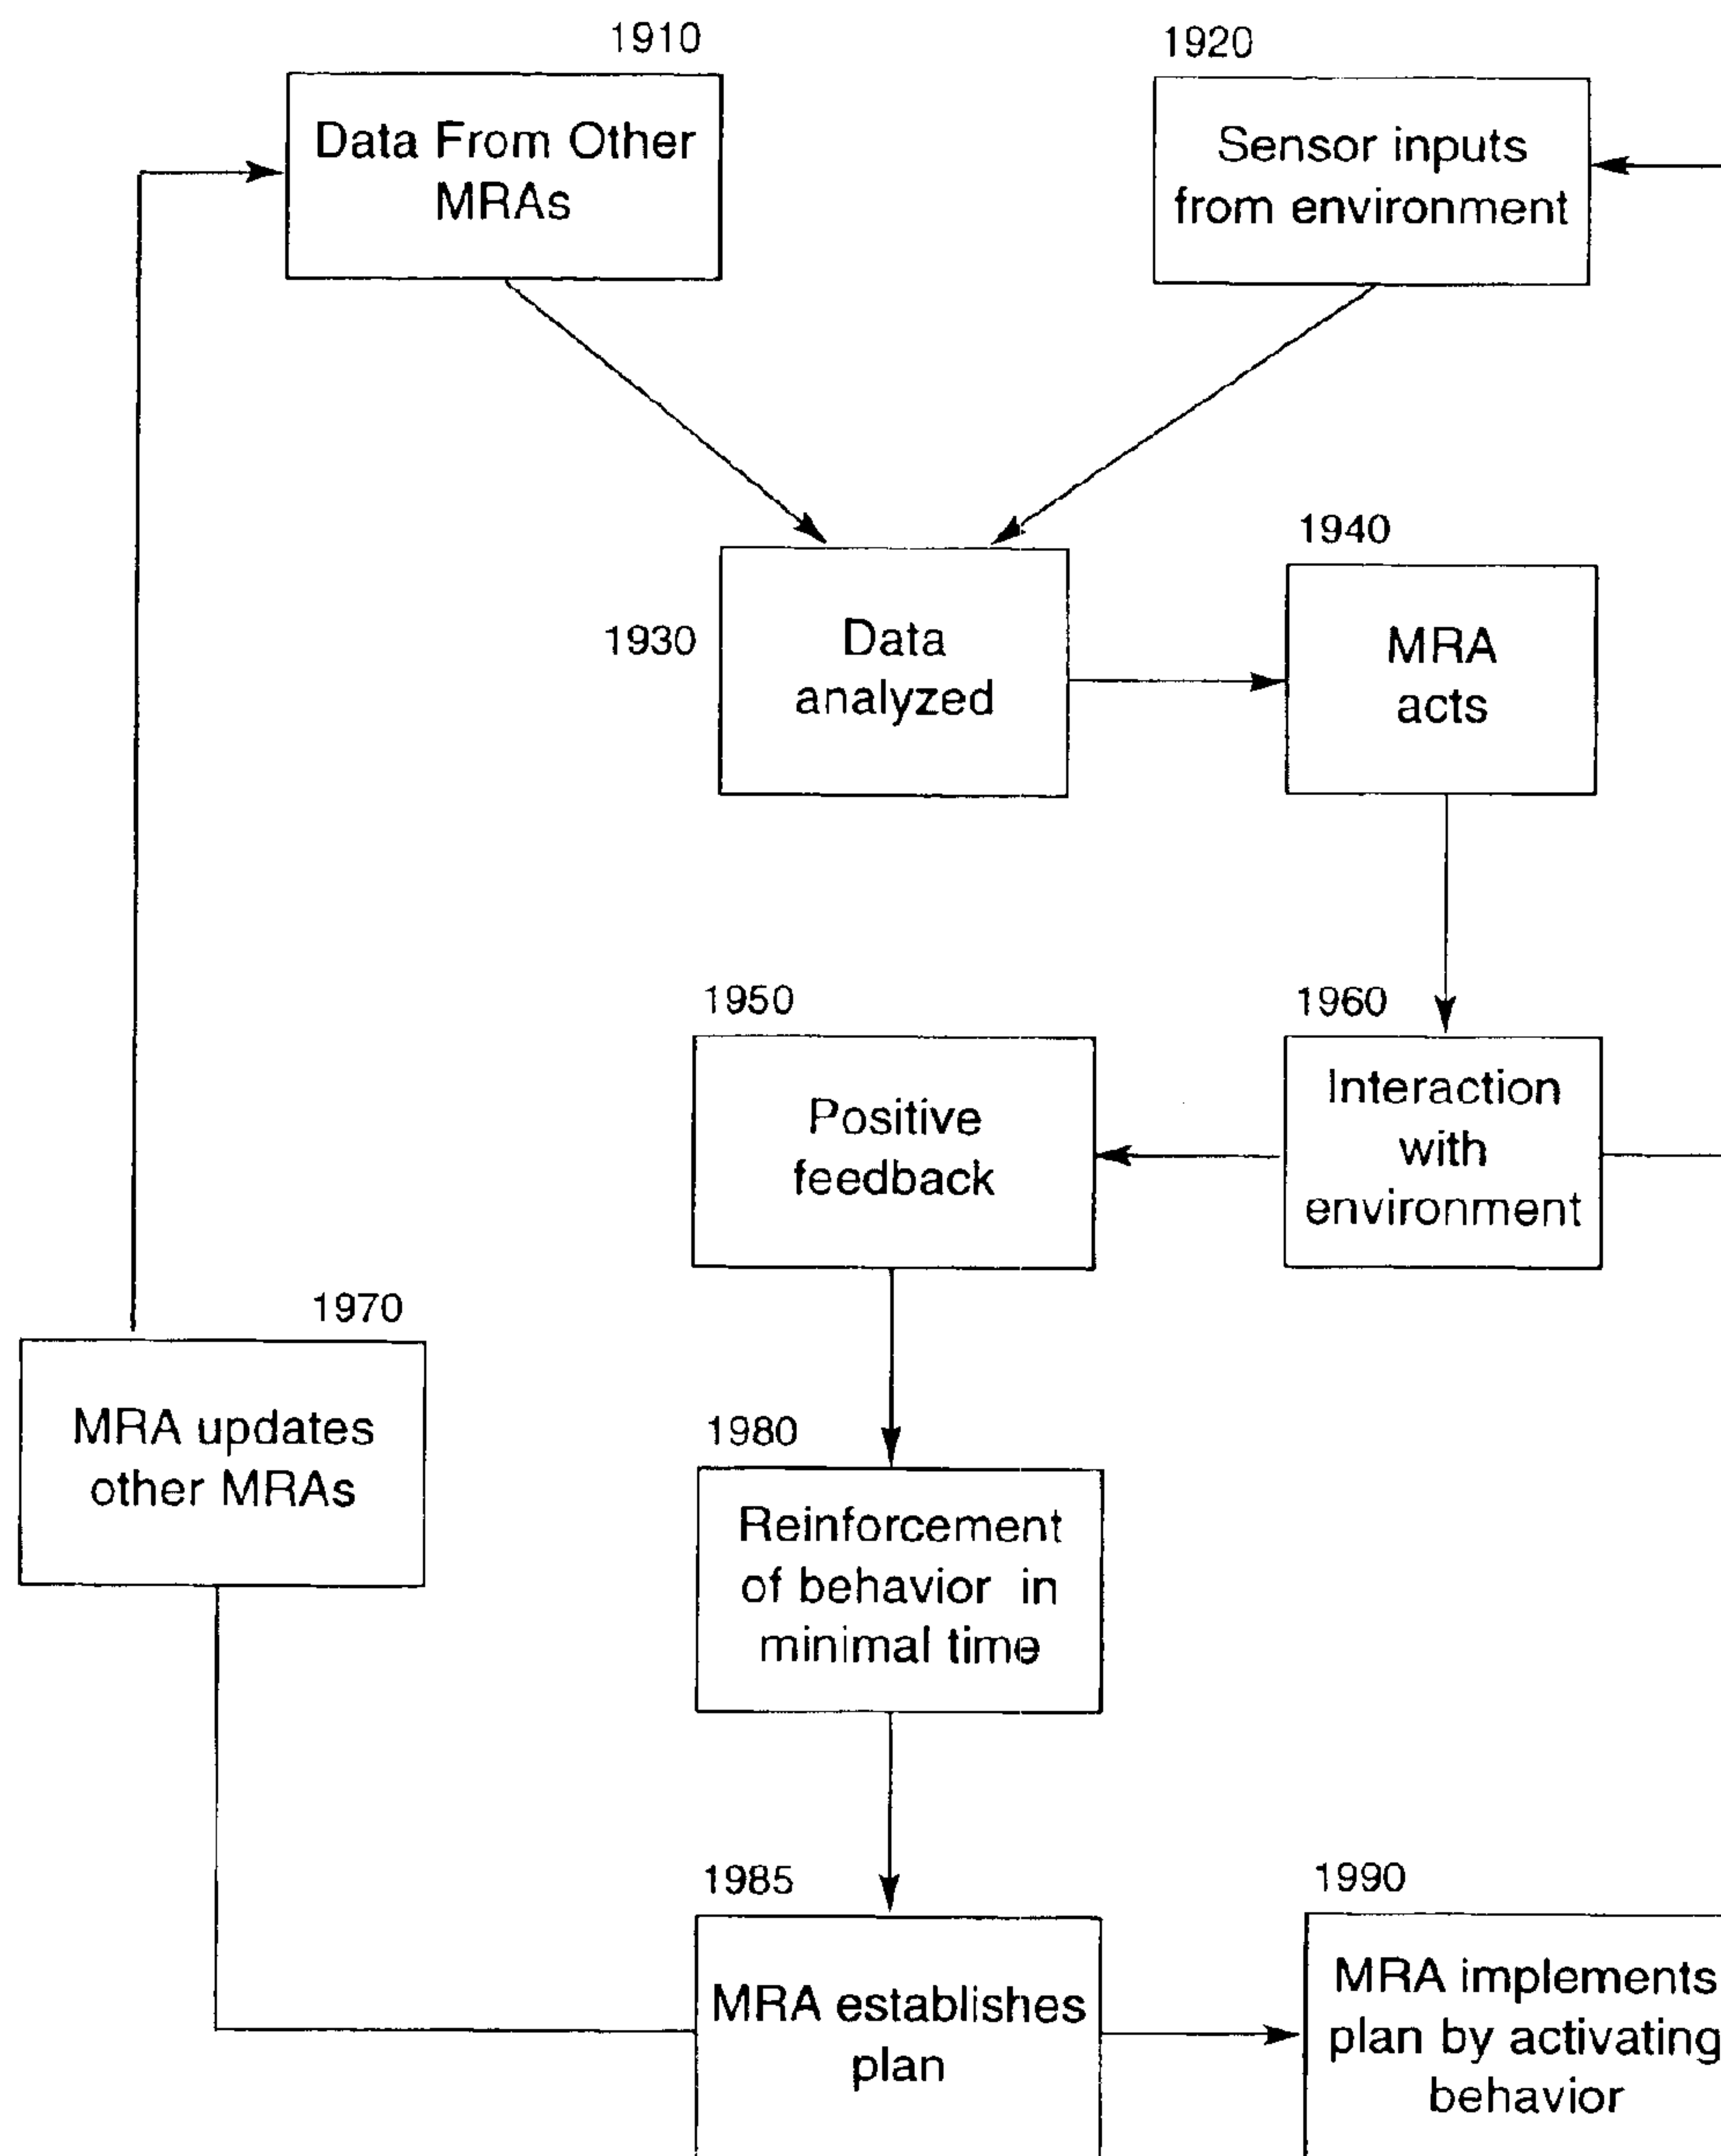 1910
Data From Other
MRAs
1920
Sensor inputs
from environment
1930
Data
analyzed
1940
MRA
acts
1950
Positive
feedback
1960
Interaction
with
environment
1970
MRA updates
other MRAs
1980
Reinforcement
of behavior in
minimal time
1985
MRA establishes
plan
1990
MRA implements
plan by activating
behavior